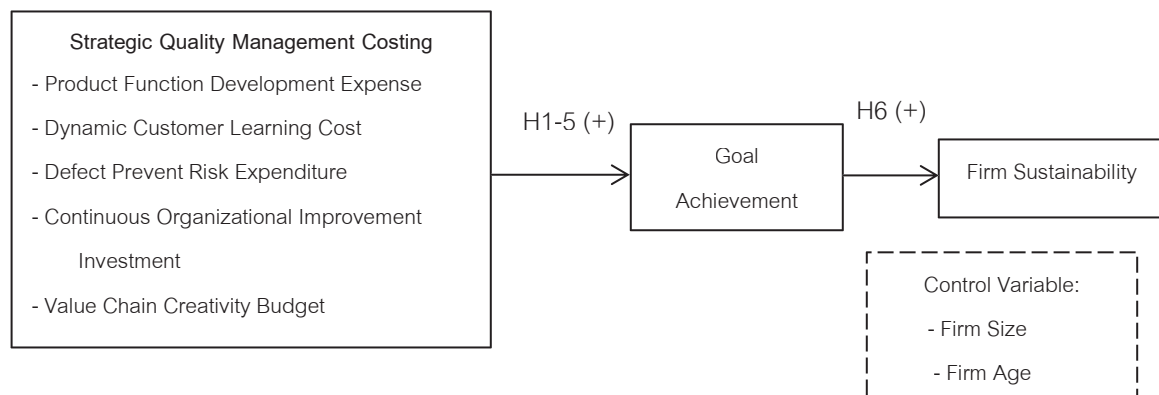 Strategic Quality Management Costing
- Product Function Development Expense
- Dynamic Customer Learning Cost
- Defect Prevent Risk Expenditure
- Continuous Organizational Improvement
Investment
- Value Chain Creativity Budget
H1-5 (+)
Goal
Achievement
H6 (+)
Firm Sustainability
Control Variable:
- Firm Size
- Firm Age